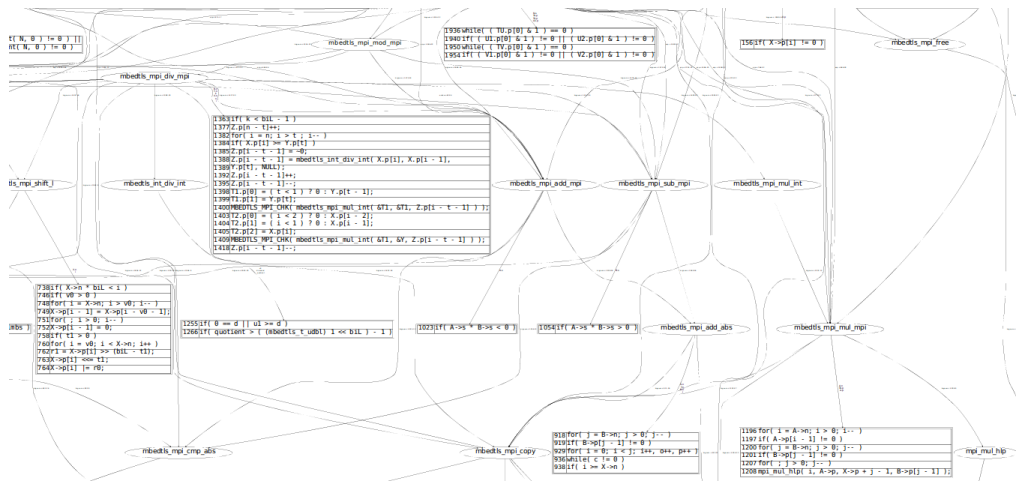 t( N, 0 ) != 0 ) ||
nt( N, 0 ) != 0 )
mbedtls_mpi_mod_mpi
1936 while( ( TU.p[0] & 1 ) == 0 )
1940 if( ( U1.p[0] & 1 ) != 0 || ( U2.p[0] & 1 ) != 0 )
1950 while( ( TV.p[0] & 1 ) == 0 )
1954 if( ( V1.p[0] & 1 ) != 0 || ( V2.p[0] & 1 ) != 0 )
156 if( X->p[i] != 0 )
mbedtls_mpi_free
mbedtls_mpi_div_mpi
1363 if( k < biL - 1 )
1377 Z.p[n - t]++;
1382 for( i = n; i > t ; i-- )
1384 if( X.p[i] >= Y.p[t] )
1385 Z.p[i - t - 1] = ~0;
1388 Z.p[i - t - 1] = mbedtls_int_div_int( X.p[i], X.p[i - 1],
1389 Y.p[t], NULL);
1392 Z.p[i - t - 1]++;
1395 Z.p[i - t - 1]--;
1398 T1.p[0] = ( t < 1 ) ? 0 : Y.p[t - 1];
1399 T1.p[1] = Y.p[t];
1400 MBEDTLS_MPI_CHK( mbedtls_mpi_mul_int( &T1, &T1, Z.p[i - t - 1] ) );
1403 T2.p[0] = ( i < 2 ) ? 0 : X.p[i - 2];
1404 T2.p[1] = ( i < 1 ) ? 0 : X.p[i - 1];
1405 T2.p[2] = X.p[i];
1409 MBEDTLS_MPI_CHK( mbedtls_mpi_mul_int( &T1, &Y, Z.p[i - t - 1] ) );
1418 Z.p[i - t - 1]--;
tls_mpi_shift_l
mbedtls_int_div_int
mbedtls_mpi_add_mpi
mbedtls_mpi_sub_mpi
mbedtls_mpi_mul_int
738 if( X->n * biL < i )
746 if( v0 > 0 )
748 for( i = X->n; i > v0; i-- )
749 X->p[i - 1] = X->p[i - v0 - 1];
751 for( ; i > 0; i-- )
752 X->p[i - 1] = 0;
758 if( t1 > 0 )
760 for( i = v0; i < X->n; i++ )
762 r1 = X->p[i] >> (biL - t1);
763 X->p[i] <<= t1;
764 X->p[i] |= r0;
mbs )
1255 if( 0 == d || u1 >= d )
1266 if( quotient > ( (mbedtls_t_udbl) 1 << biL ) - 1 )
1023 if( A->s * B->s < 0 )
1054 if( A->s * B->s > 0 )
mbedtls_mpi_add_abs
mbedtls_mpi_mul_mpi
mbedtls_mpi_cmp_abs
mbedtls_mpi_copy
918 for( j = B->n; j > 0; j-- )
919 if( B->p[j - 1] != 0 )
929 for( i = 0; i < j; i++, o++, p++ )
936 while( c != 0 )
938 if( i >= X->n )
1196 for( i = A->n; i > 0; i-- )
1197 if( A->p[i - 1] != 0 )
1200 for( j = B->n; j > 0; j-- )
1201 if( B->p[j - 1] != 0 )
1207 for( ; j > 0; j-- )
1208 mpi_mul_hlp( i, A->p, X->p + j - 1, B->p[j - 1] );
mpi_mul_hlp